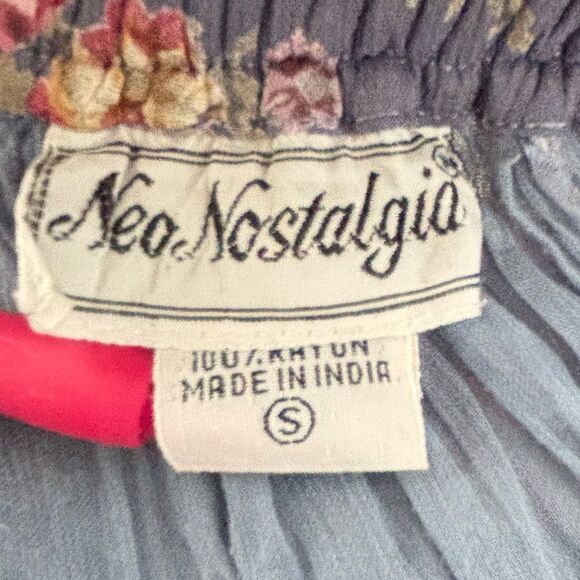 Neo Nostalgia®
100% RAYON
MADE IN INDIA
S